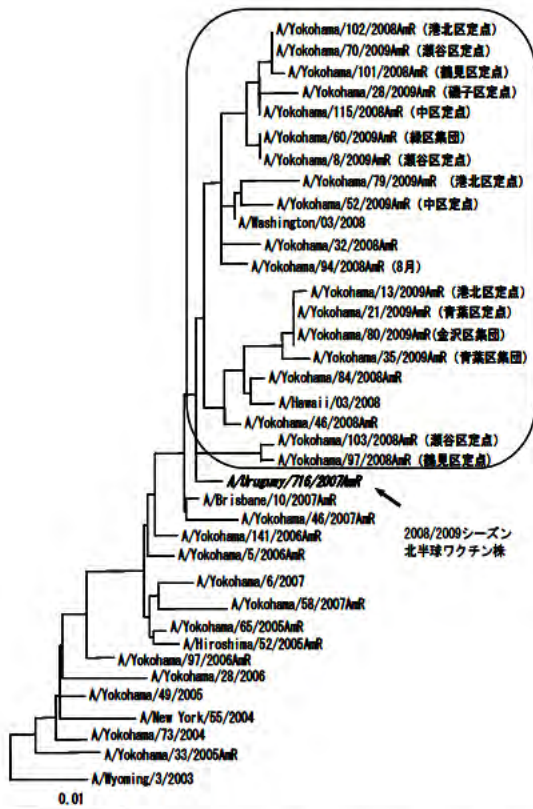 A/Yokohama/102/2008AmR (港北区定点)
A/Yokohama/70/2009AmR (瀬谷区定点)
A/Yokohama/101/2008AmR (鶴見区定点)
A/Yokohama/28/2009AmR (磯子区定点)
A/Yokohama/115/2008AmR (中区定点)
A/Yokohama/60/2009AmR (緑区集団)
A/Yokohama/8/2009AmR (瀬谷区定点)
A/Yokohama/79/2009AmR (港北区定点)
A/Yokohama/52/2009AmR (中区定点)
A/Washington/03/2008
A/Yokohama/32/2008AmR
A/Yokohama/94/2008AmR (8月)
A/Yokohama/13/2009AmR (港北区定点)
A/Yokohama/21/2009AmR (青葉区定点)
A/Yokohama/80/2009AmR(金沢区集団)
A/Yokohama/35/2009AmR (青葉区集団)
A/Yokohama/84/2008AmR
A/Hawaii/03/2008
A/Yokohama/46/2008AmR
A/Yokohama/103/2008AmR (瀬谷区定点)
A/Yokohama/97/2008AmR (鶴見区定点)
A/Uruguay/716/2007AmR
A/Brisbane/10/2007AmR
A/Yokohama/46/2007AmR
2008/2009シーズン
北半球ワクチン株
A/Yokohama/141/2006AmR
A/Yokohama/5/2006AmR
A/Yokohama/6/2007
A/Yokohama/58/2007AmR
A/Yokohama/65/2005AmR
A/Hiroshima/52/2005AmR
A/Yokohama/97/2006AmR
A/Yokohama/28/2006
A/Yokohama/49/2005
A/New York/55/2004
A/Yokohama/73/2004
A/Yokohama/33/2005AmR
A/Wyoming/3/2003
0.01